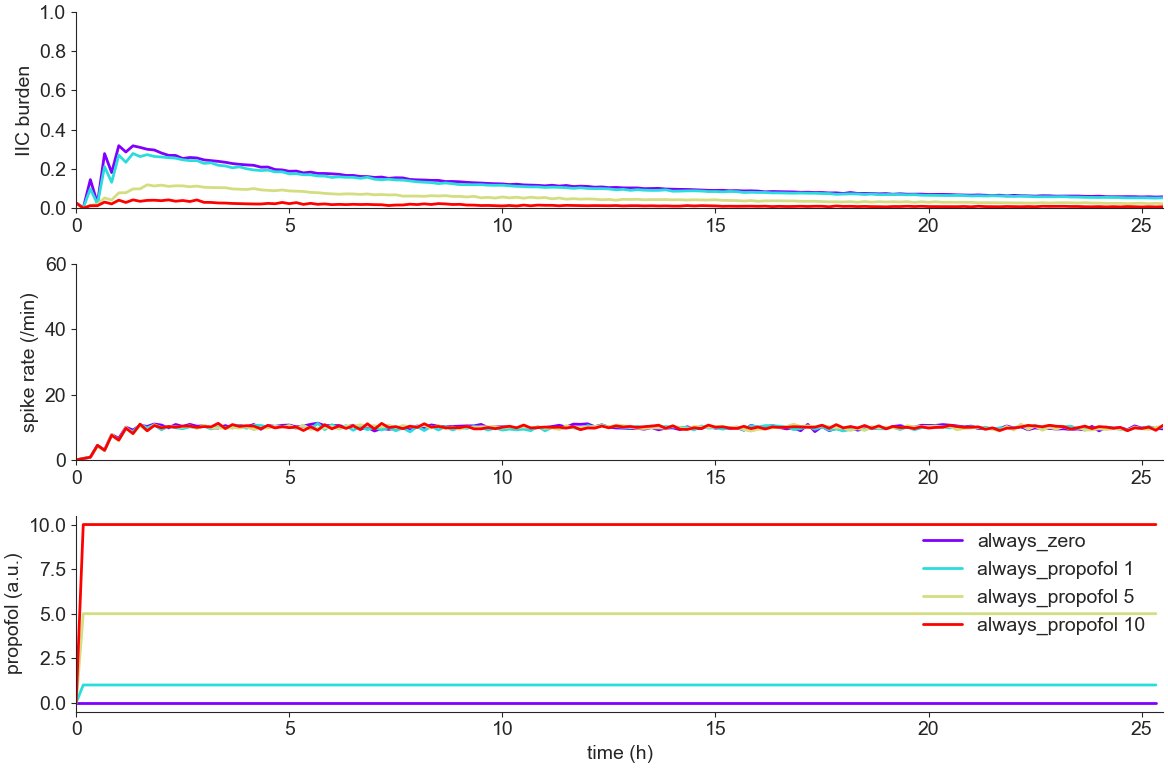 IIC burden
1.0
0.8
0.6
0.4
0.2
0.0
0 5 10 15 20 25
spike rate (/min)
60
40
20
0
0 5 10 15 20 25
propofol (a.u.)
10.0
7.5
5.0
2.5
0.0
always_zero
always_propofol 1
always_propofol 5
always_propofol 10
0 5 10 15 20 25
time (h)